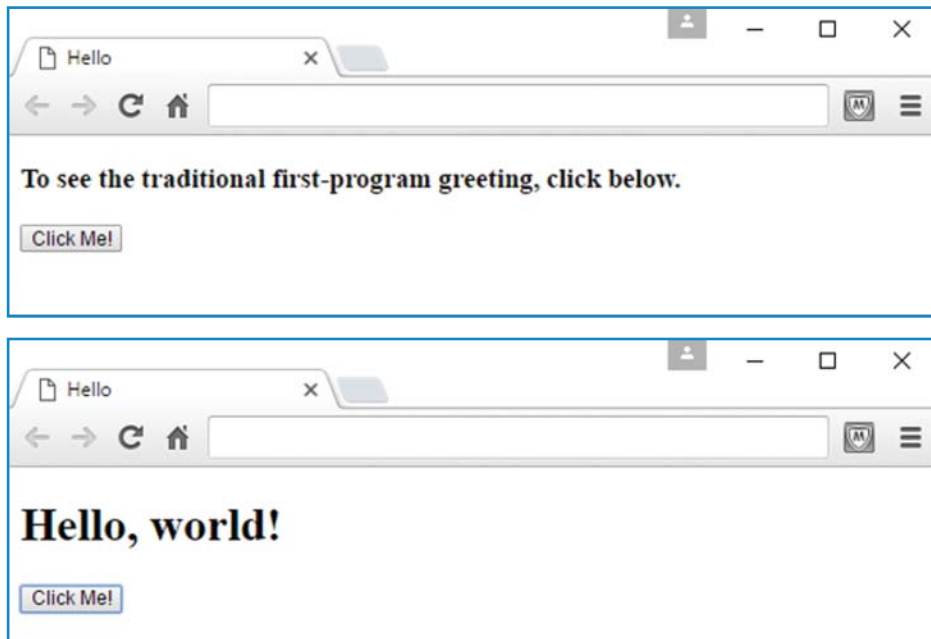 Hello
To see the traditional first-program greeting, click below.
Click Me!
Hello
Hello, world!
Click Me!